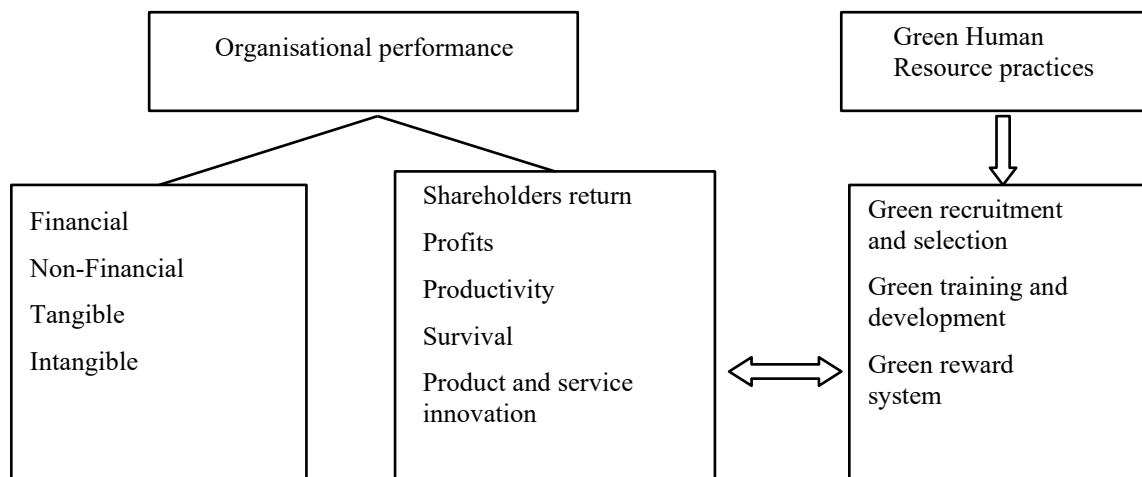 Organisational performance
Green Human
Resource practices
Financial
Non-Financial
Tangible
Intangible
Shareholders return
Profits
Productivity
Survival
Product and service
innovation
Green recruitment
and selection
Green training and
development
Green reward
system